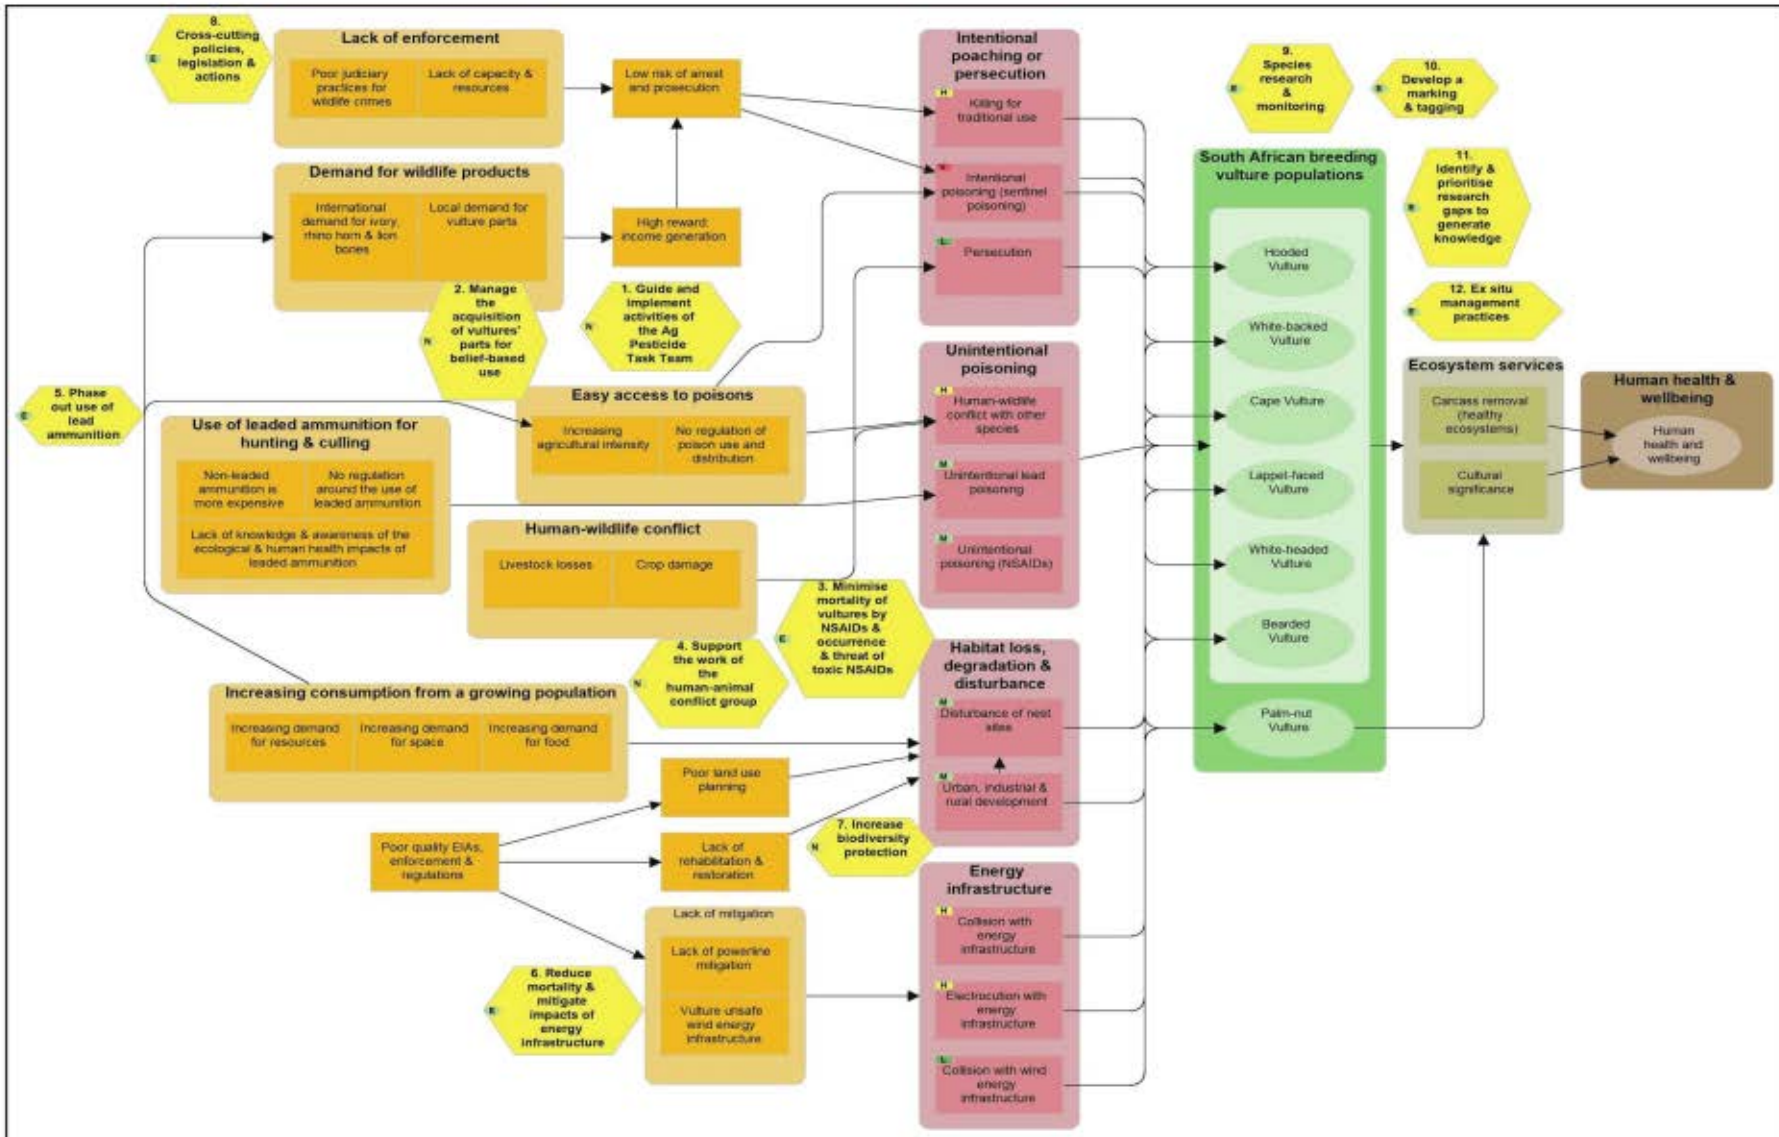 8.
Cross-cutting
policies,
legislation &
actions
E
Lack of enforcement
Poor judiciary
practices for
wildlife crimes
Lack of capacity &
resources
Low risk of arrest
and prosecution
Demand for wildlife products
International
demand for ivory,
rhino horn & lion
bones
Local demand for
vulture parts
High reward:
income generation
2. Manage
the
acquisition
of vultures'
parts for
belief-based
use
N
1. Guide and
implement
activities of
the Ag
Pesticide
Task Team
N
5. Phase
out use of
lead
ammunition
E
Easy access to poisons
Increasing
agricultural intensity
No regulation of
poison use and
distribution
Use of leaded ammunition for
hunting & culling
Non-leaded
ammunition is
more expensive
No regulation
around the use of
leaded ammunition
Lack of knowledge & awareness of the
ecological & human health impacts of
leaded ammunition
Human-wildlife conflict
Livestock losses
Crop damage
3. Minimise
mortality of
vultures by
NSAIDs &
occurrence
& threat of
toxic NSAIDs
E
4. Support
the work of
the
human-animal
conflict group
N
Increasing consumption from a growing population
Increasing demand
for resources
Increasing demand
for space
Increasing demand
for food
Poor land use
planning
Poor quality EIAs,
enforcement &
regulations
Lack of
rehabilitation &
restoration
7. Increase
biodiversity
protection
N
Lack of mitigation
Lack of powerline
mitigation
Vulture unsafe
wind energy
infrastructure
6. Reduce
mortality &
mitigate
impacts of
energy
infrastructure
E
Intentional
poaching or
persecution
H
Killing for
traditional use
Intentional
poisoning (sentinel
poisoning)
L
Persecution
Unintentional
poisoning
H
Human-wildlife
conflict with other
species
M
Unintentional lead
poisoning
M
Unintentional
poisoning (NSAIDs)
Habitat loss,
degradation &
disturbance
M
Disturbance of nest
sites
M
Urban, industrial &
rural development
Energy
infrastructure
H
Collision with
energy
infrastructure
H
Electrocution with
energy
infrastructure
L
Collision with wind
energy
infrastructure
9.
Species
research
&
monitoring
E
10.
Develop a
marking
& tagging
E
South African breeding
vulture populations
Hooded
Vulture
White-backed
Vulture
Cape Vulture
Lappet-faced
Vulture
White-headed
Vulture
Bearded
Vulture
Palm-nut
Vulture
11.
Identify &
prioritise
research
gaps to
generate
knowledge
E
12. Ex situ
management
practices
E
Ecosystem services
Carcass removal
(healthy
ecosystems)
Cultural
significance
Human health &
wellbeing
Human
health and
wellbeing